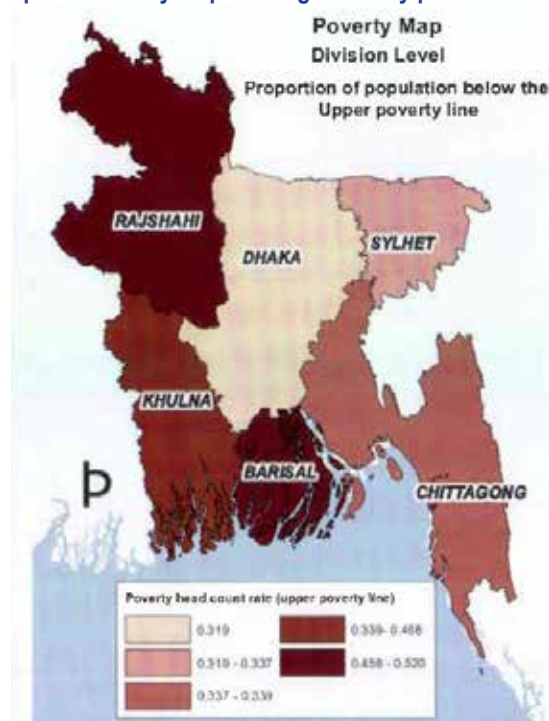 Poverty Map
Division Level
Proportion of population below the
Upper poverty line
RAJSHAHI
DHAKA
SYLHET
KHULNA
BARISAL
CHITTAGONG
Poverty head count rate (upper poverty line)
0.319
0.319 - 0.337
0.337 - 0.339
0.339 - 0.458
0.458 - 0.520